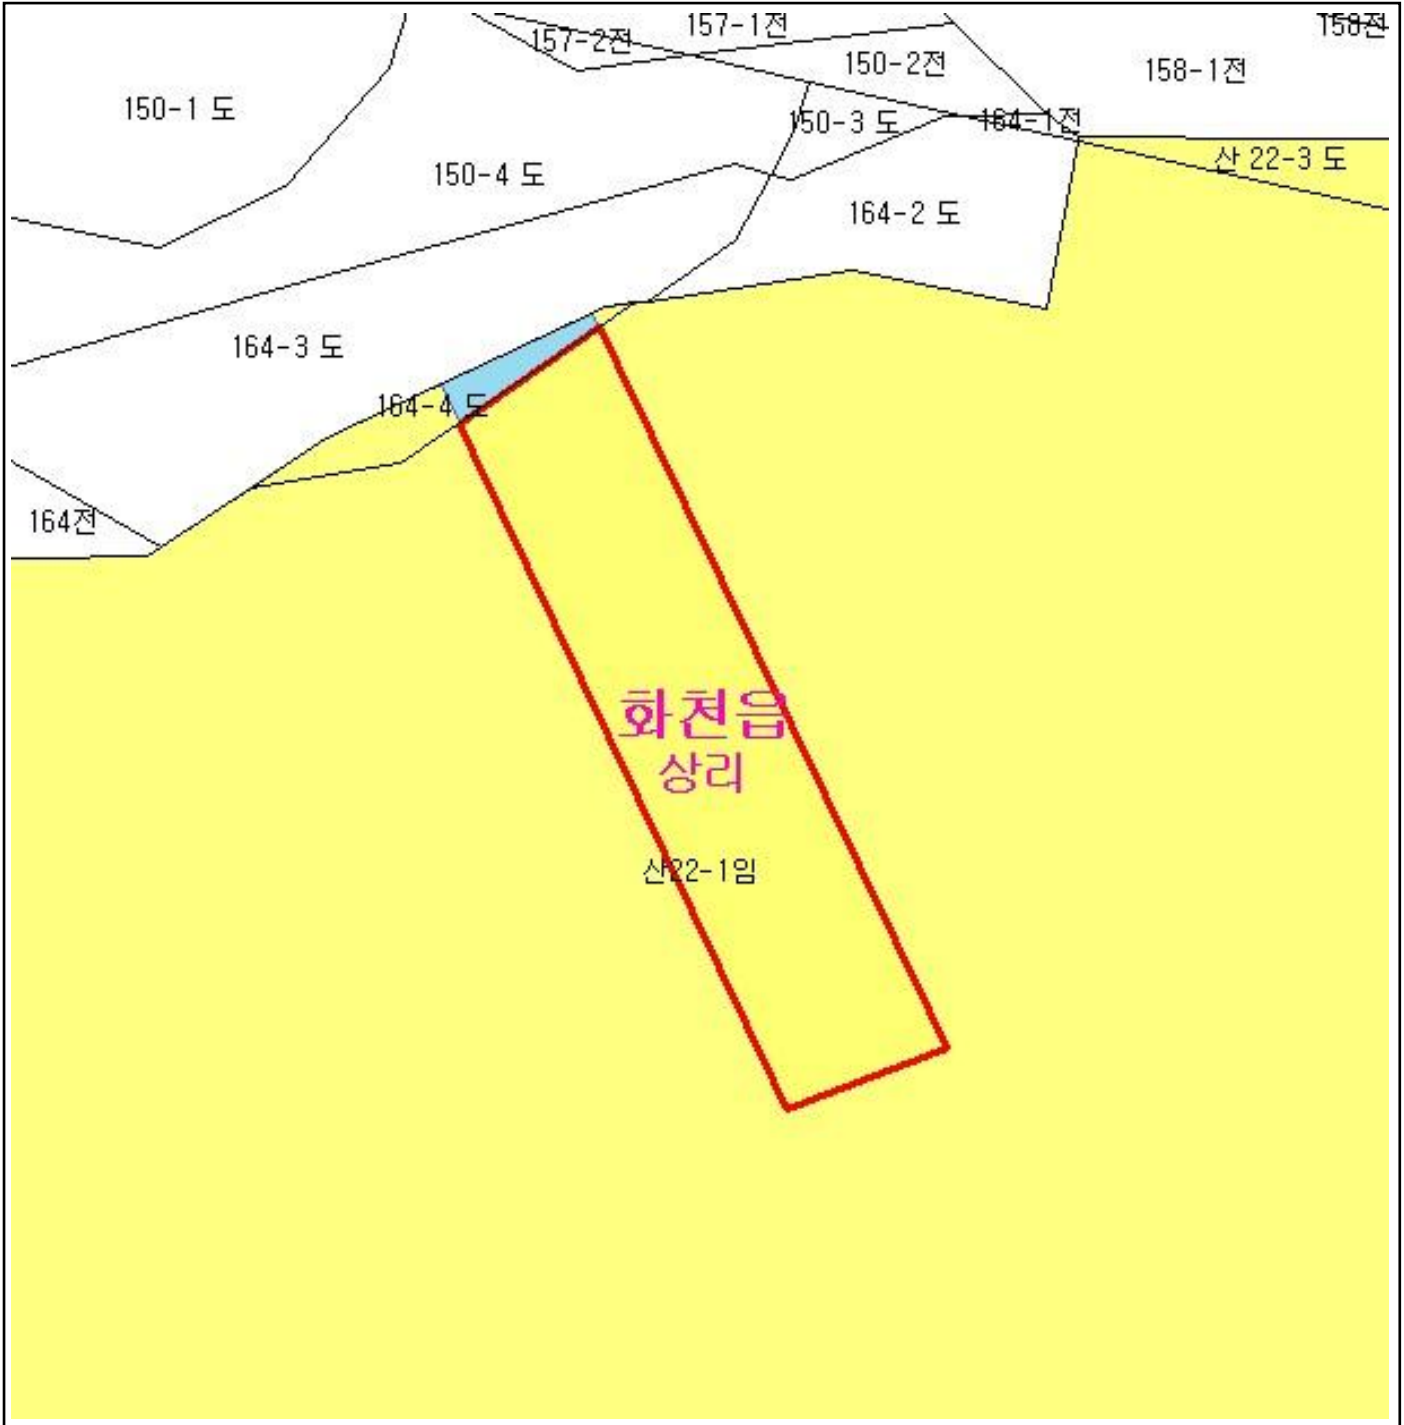 157-1전
158전
157-2전
150-2전
158-1전
150-1 도
150-3 도
164-1전
산 22-3 도
150-4 도
164-2 도
164-3 도
164-4 도
164전
화천읍
상리
산22-1임